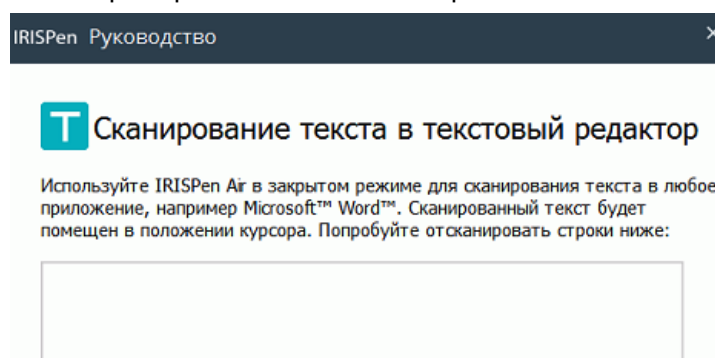 IRISPen Руководство
T Сканирование текста в текстовый редактор
Используйте IRISPen Air в закрытом режиме для сканирования текста в любое
приложение, например Microsoft™ Word™. Сканированный текст будет
помещен в положении курсора. Попробуйте отсканировать строки ниже: